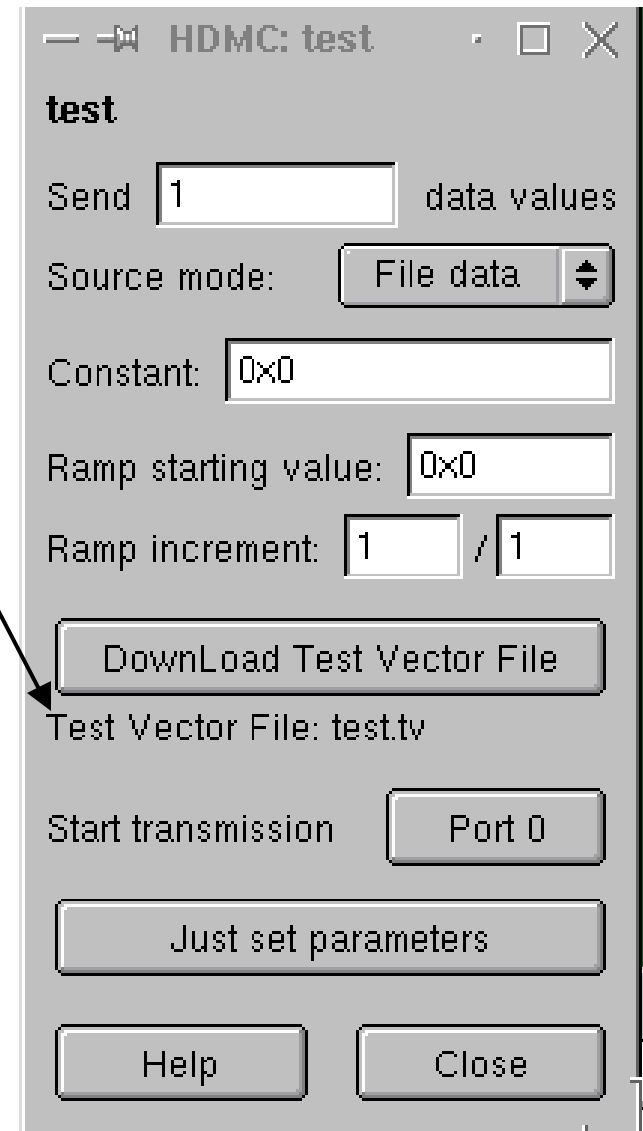 HDMC: test
test
Send 1 data values
Source mode: File data
Constant: 0x0
Ramp starting value: 0x0
Ramp increment: 1 / 1
DownLoad Test Vector File
Test Vector File: test.tv
Start transmission Port 0
Just set parameters
Help Close